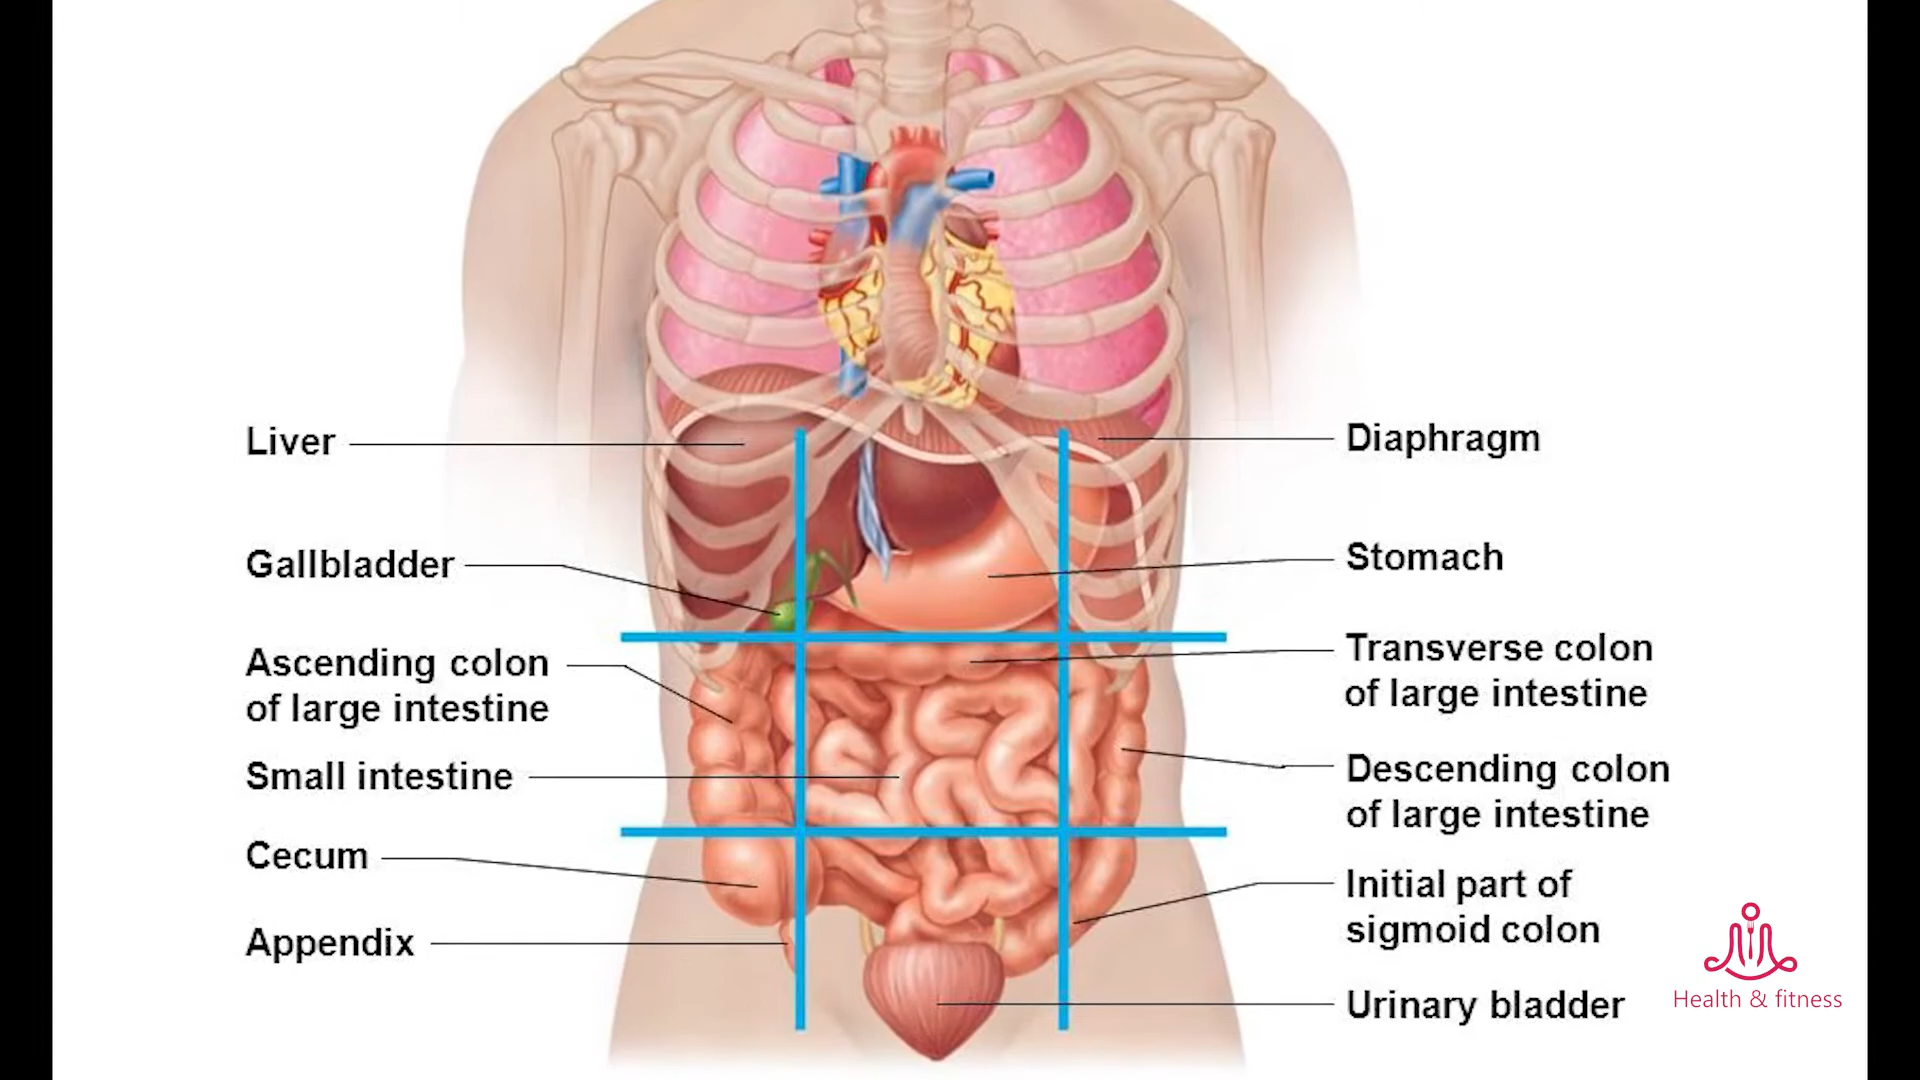 Liver
Gallbladder
Ascending colon
of large intestine
Small intestine
Cecum
Appendix
Diaphragm
Stomach
Transverse colon
of large intestine
Descending colon
of large intestine
Initial part of
sigmoid colon
Urinary bladder
Health & fitness